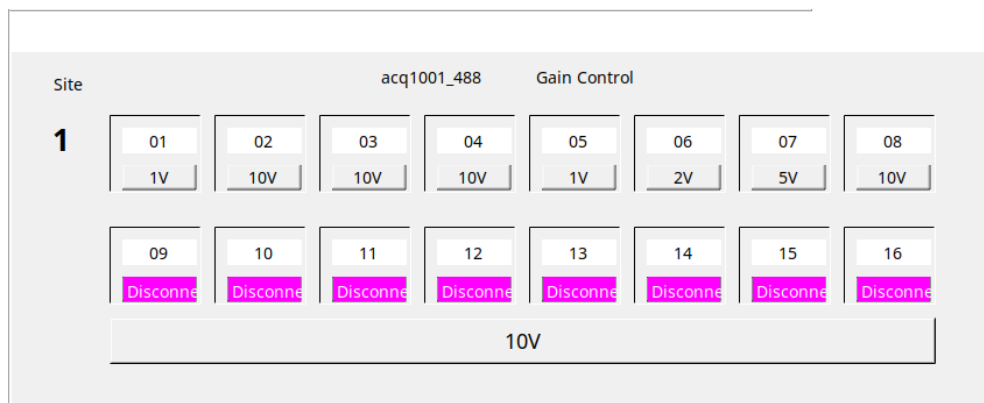 Site acq1001_488 Gain Control
1 01 02 03 04 05 06 07 08
1V 10V 10V 10V 1V 2V 5V 10V
09 10 11 12 13 14 15 16
Disconne Disconne Disconne Disconne Disconne Disconne Disconne Disconne
10V